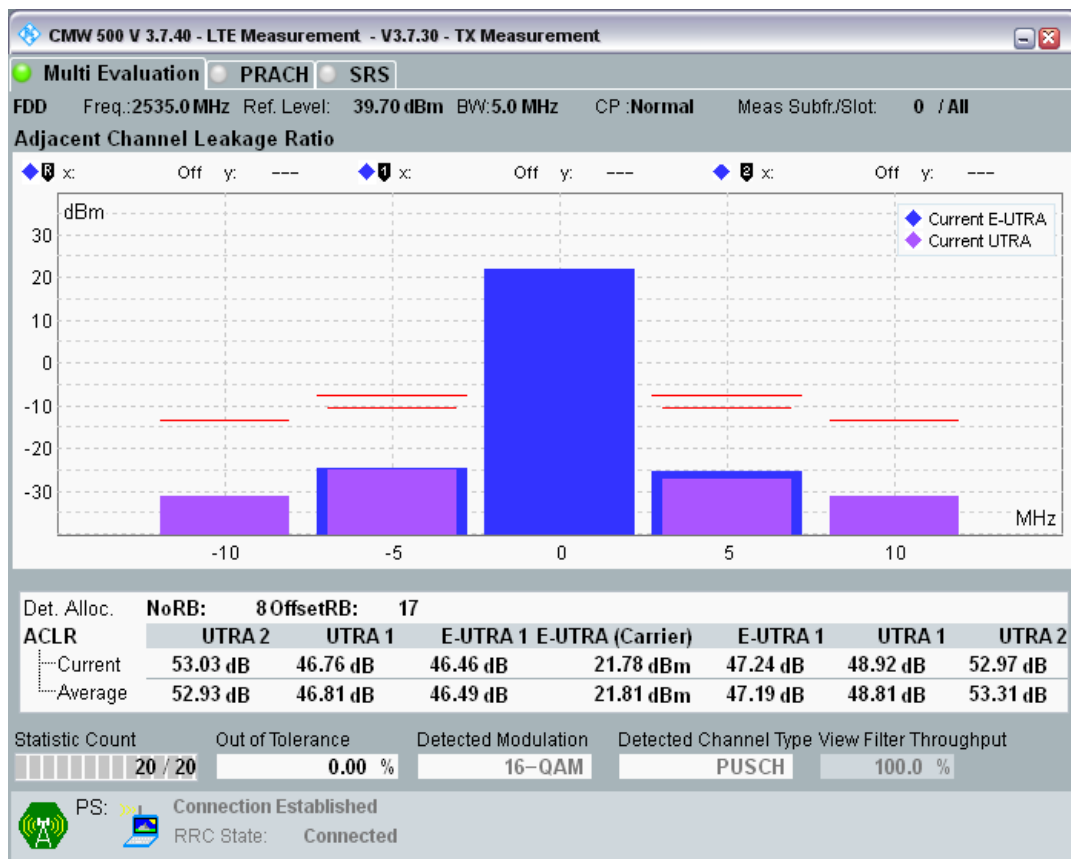 CMW 500 V 3.7.40 - LTE Measurement - V3.7.30 - TX Measurement
Multi Evaluation PRACH SRS
FDD Freq.:2535.0 MHz Ref. Level: 39.70 dBm BW:5.0 MHz CP :Normal Meas Subfr./Slot: 0 / All
Adjacent Channel Leakage Ratio
R x: Off y: --- 1 x: Off y: --- 2 x: Off y: ---
dBm
Current E-UTRA
Current UTRA
30
20
10
0
-10
-20
-30
MHz
-10 -5 0 5 10
Det. Alloc. NoRB: 8 OffsetRB: 17
ACLR UTRA 2 UTRA 1 E-UTRA 1 E-UTRA (Carrier) E-UTRA 1 UTRA 1 UTRA 2
Current 53.03 dB 46.76 dB 46.46 dB 21.78 dBm 47.24 dB 48.92 dB 52.97 dB
Average 52.93 dB 46.81 dB 46.49 dB 21.81 dBm 47.19 dB 48.81 dB 53.31 dB
Statistic Count Out of Tolerance Detected Modulation Detected Channel Type View Filter Throughput
20 / 20 0.00 % 16-QAM PUSCH 100.0 %
PS: Connection Established
RRC State: Connected